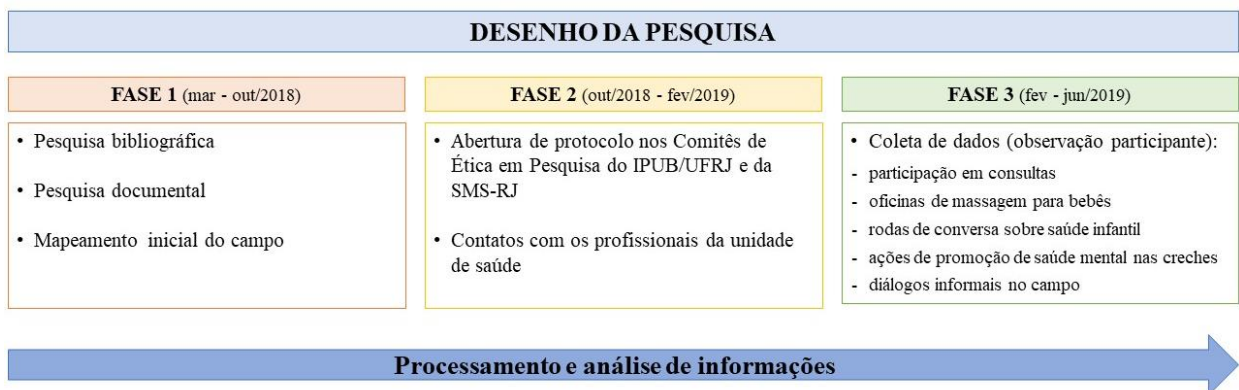 DESENHO DA PESQUISA
FASE 1 (mar - out/2018)
• Pesquisa bibliográfica
• Pesquisa documental
• Mapeamento inicial do campo
FASE 2 (out/2018 - fev/2019)
• Abertura de protocolo nos Comitês de
Ética em Pesquisa do IPUB/UFRJ e da
SMS-RJ
• Contatos com os profissionais da unidade
de saúde
FASE 3 (fev - jun/2019)
• Coleta de dados (observação participante):
- participação em consultas
- oficinas de massagem para bebês
- rodas de conversa sobre saúde infantil
- ações de promoção de saúde mental nas creches
- diálogos informais no campo
Processamento e análise de informações